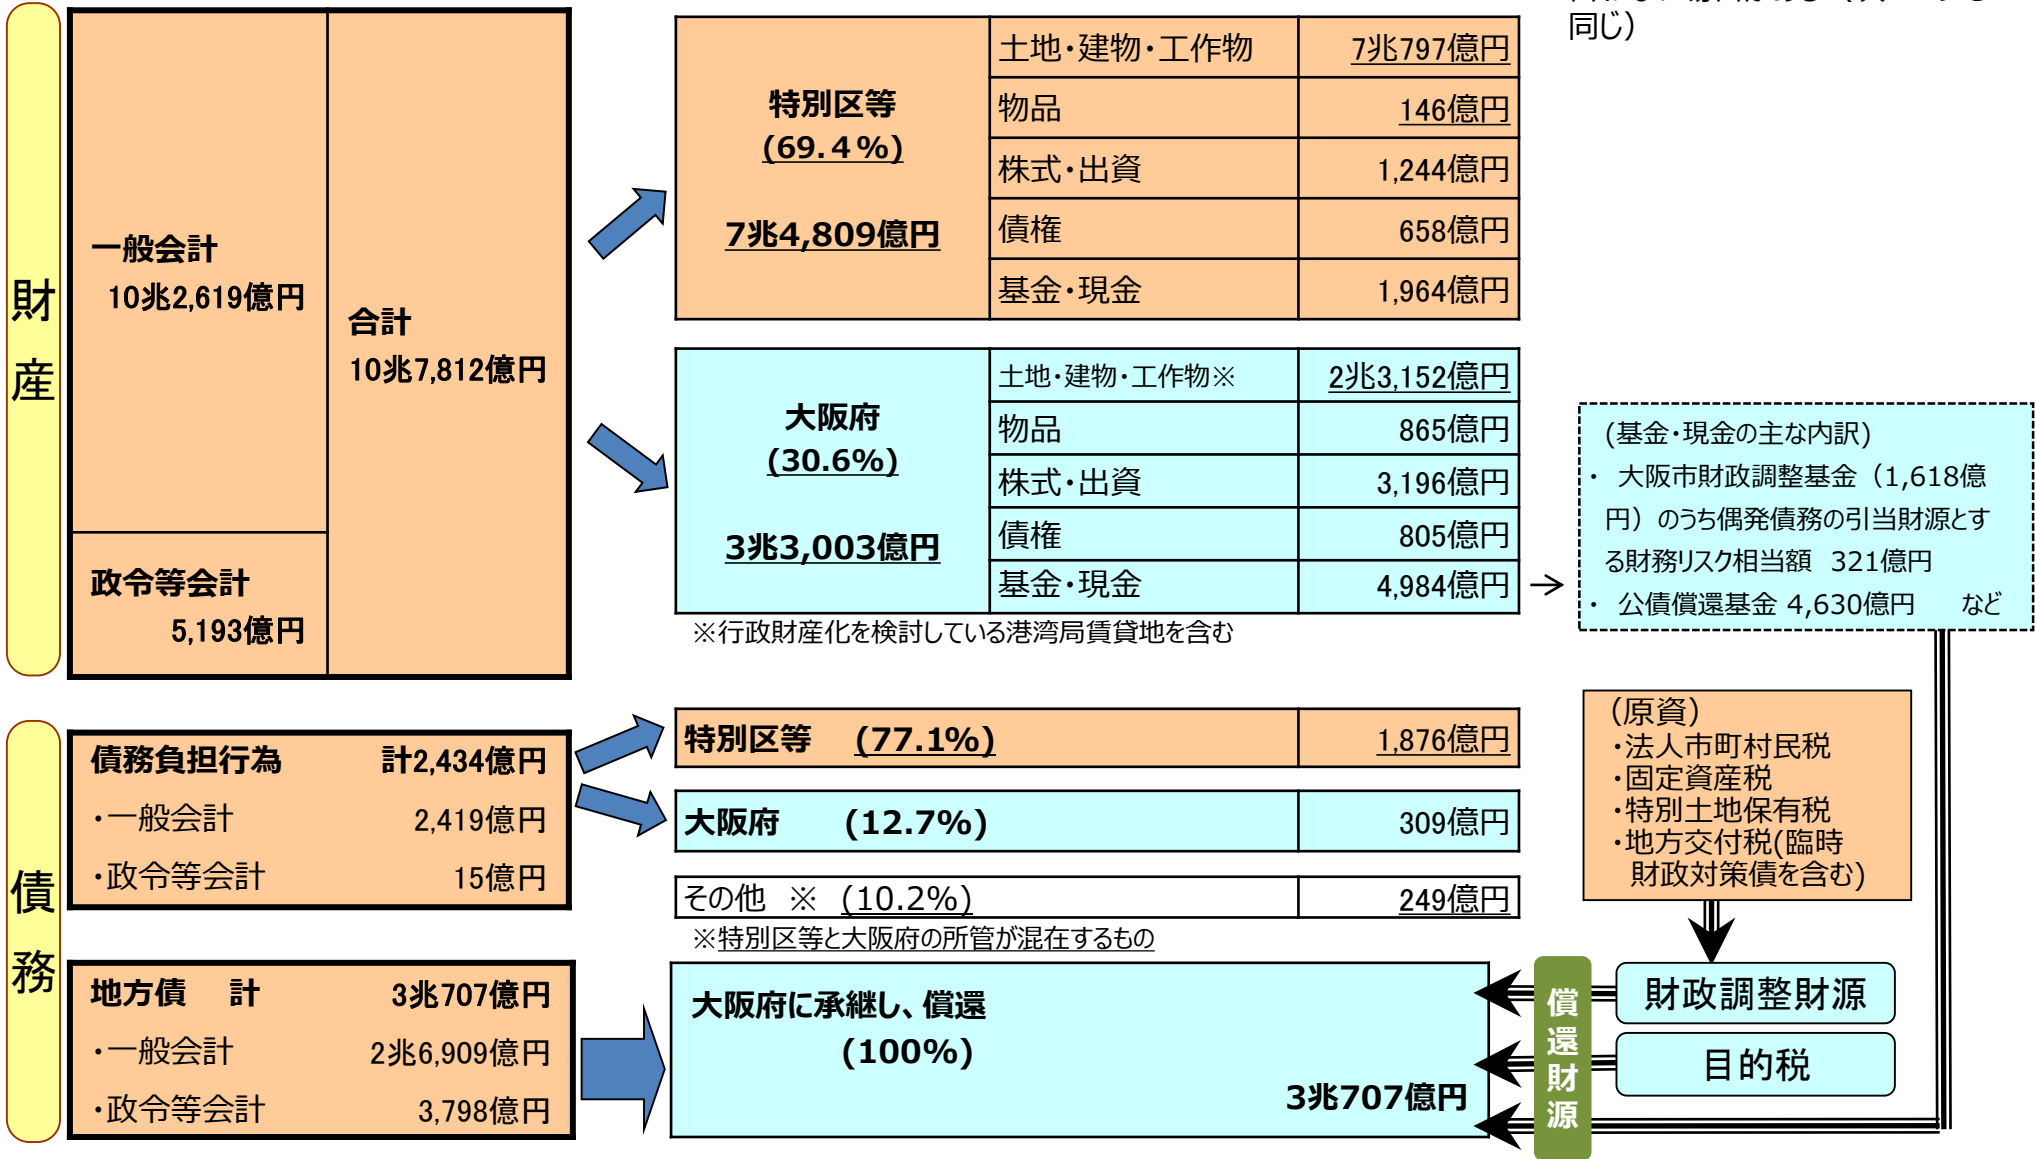 同じ）
財産
一般会計
10兆2,619億円
合計
10兆7,812億円
政令等会計
5,193億円
特別区等
(69.4%)
7兆4,809億円
土地・建物・工作物 7兆797億円
物品 146億円
株式・出資 1,244億円
債権 658億円
基金・現金 1,964億円
大阪府
(30.6%)
3兆3,003億円
土地・建物・工作物※ 2兆3,152億円
物品 865億円
株式・出資 3,196億円
債権 805億円
基金・現金 4,984億円
※行政財産化を検討している港湾局賃貸地を含む
(基金・現金の主な内訳)
・ 大阪市財政調整基金（1,618億
円）のうち偶発債務の引当財源とす
る財務リスク相当額 321億円
・ 公債償還基金 4,630億円 など
債務
債務負担行為 計2,434億円
・一般会計 2,419億円
・政令等会計 15億円
特別区等 (77.1%) 1,876億円
大阪府 (12.7%) 309億円
その他 ※ (10.2%) 249億円
※特別区等と大阪府の所管が混在するもの
地方債 計 3兆707億円
・一般会計 2兆6,909億円
・政令等会計 3,798億円
大阪府に承継し、償還
(100%)
3兆707億円
（原資）
・法人市町村民税
・固定資産税
・特別土地保有税
・地方交付税(臨時
財政対策債を含む)
償還財源
財政調整財源
目的税